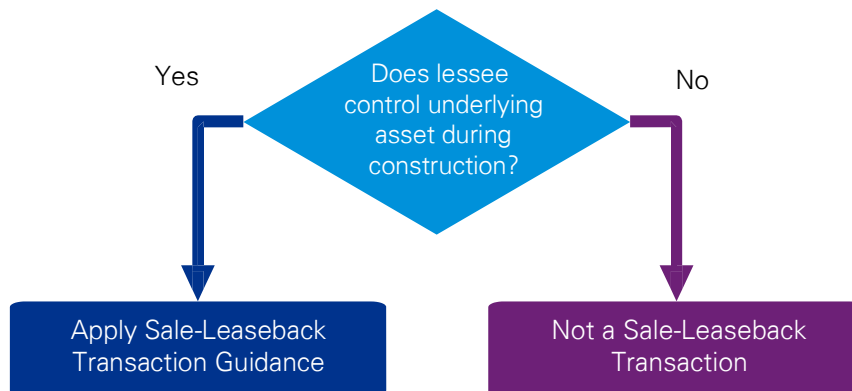 Yes
Does lessee
control underlying
asset during
construction?
No
Apply Sale-Leaseback
Transaction Guidance
Not a Sale-Leaseback
Transaction